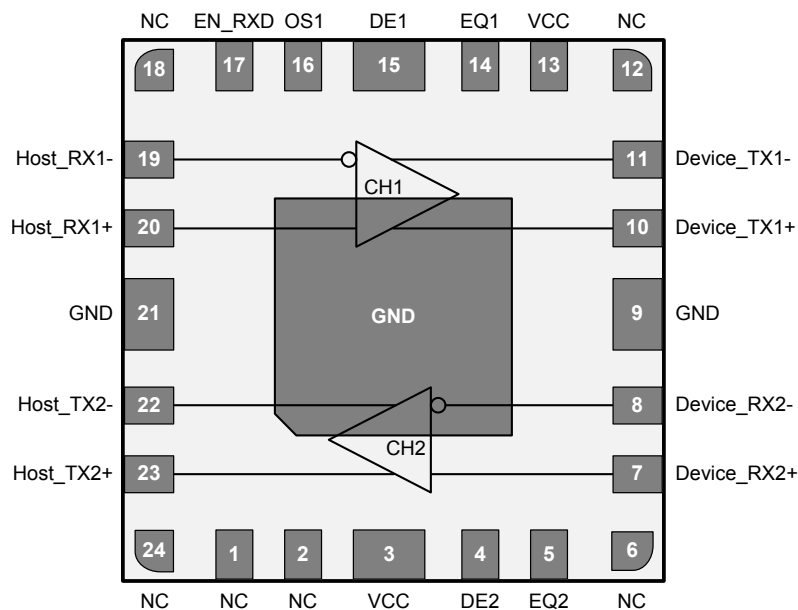 NC EN_RXD OS1 DE1 EQ1 VCC NC
18 17 16 15 14 13 12
Host_RX1- 19 11 Device_TX1-
CH1
Host_RX1+ 20 10 Device_TX1+
GND 21 GND 9 GND
Host_TX2- 22 8 Device_RX2-
CH2
Host_TX2+ 23 7 Device_RX2+
24 1 2 3 4 5 6
NC NC NC VCC DE2 EQ2 NC